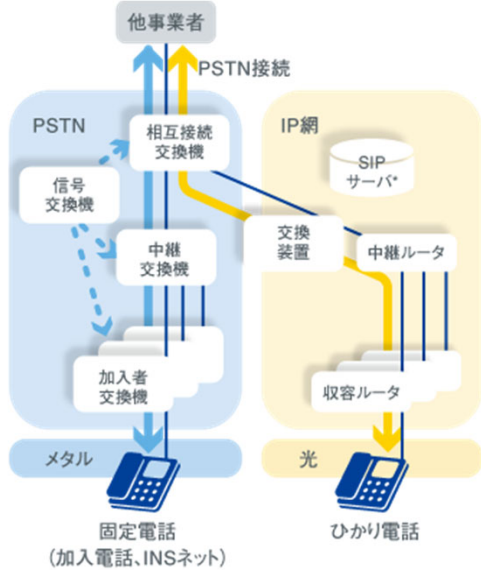 他事業者
PSTN接続
PSTN
IP網
相互接続
交換機
SIP
サーバ*
信号
交換機
交換
装置
中継
交換機
中継ルータ
加入者
交換機
収容ルータ
メタル
光
固定電話
(加入電話、INSネット)
ひかり電話